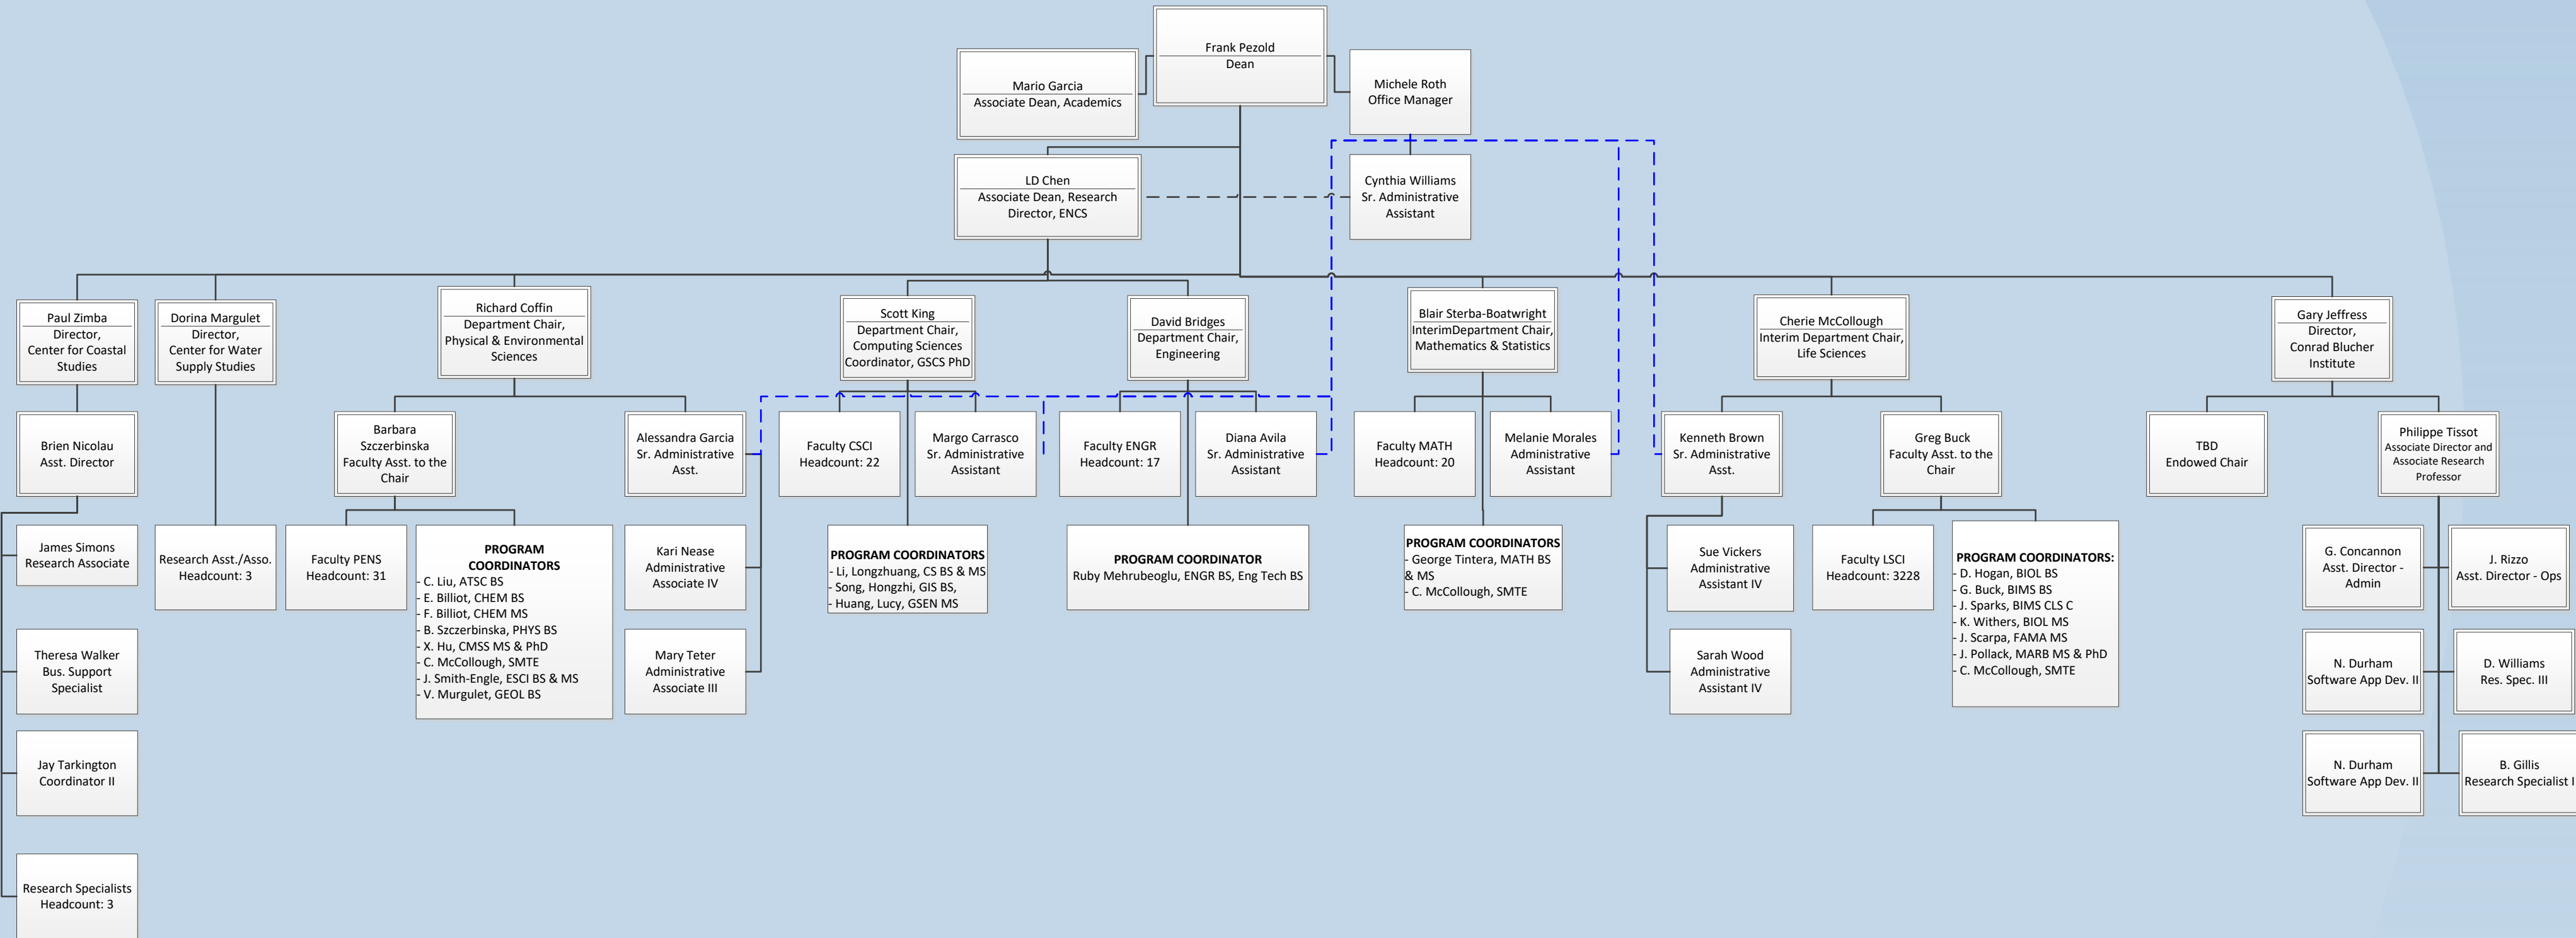 Frank Pezold
Dean
Mario Garcia
Associate Dean, Academics
Michele Roth
Office Manager
LD Chen
Associate Dean, Research
Director, ENCS
Cynthia Williams
Sr. Administrative
Assistant
Paul Zimba
Director,
Center for Coastal
Studies
Dorina Margulet
Director,
Center for Water
Supply Studies
Richard Coffin
Department Chair,
Physical & Environmental
Sciences
Scott King
Department Chair,
Computing Sciences
Coordinator, GSCS PhD
David Bridges
Department Chair,
Engineering
Blair Sterba-Boatwright
InterimDepartment Chair,
Mathematics & Statistics
Cherie McCollough
Interim Department Chair,
Life Sciences
Gary Jeffress
Director,
Conrad Blucher
Institute
Brien Nicolau
Asst. Director
Barbara
Szczerbinska
Faculty Asst. to the
Chair
Alessandra Garcia
Sr. Administrative
Asst.
Faculty CSCI
Headcount: 22
Margo Carrasco
Sr. Administrative
Assistant
Faculty ENGR
Headcount: 17
Diana Avila
Sr. Administrative
Assistant
Faculty MATH
Headcount: 20
Melanie Morales
Administrative
Assistant
Kenneth Brown
Sr. Administrative
Asst.
Greg Buck
Faculty Asst. to the
Chair
TBD
Endowed Chair
Philippe Tissot
Associate Director and
Associate Research
Professor
James Simons
Research Associate
Research Asst./Asso.
Headcount: 3
Faculty PENS
Headcount: 31
PROGRAM
COORDINATORS
- C. Liu, ATSC BS
- E. Billiot, CHEM BS
- F. Billiot, CHEM MS
- B. Szczerbinska, PHYS BS
- X. Hu, CMSS MS & PhD
- C. McCollough, SMTE
- J. Smith-Engle, ESCI BS & MS
- V. Murgulet, GEOL BS
Kari Nease
Administrative
Associate IV
PROGRAM COORDINATORS
- Li, Longzhuang, CS BS & MS
- Song, Hongzhi, GIS BS,
- Huang, Lucy, GSEN MS
PROGRAM COORDINATOR
Ruby Mehrubeoglu, ENGR BS, Eng Tech BS
PROGRAM COORDINATORS
- George Tintera, MATH BS
& MS
- C. McCollough, SMTE
Sue Vickers
Administrative
Assistant IV
Faculty LSCI
Headcount: 3228
PROGRAM COORDINATORS:
- D. Hogan, BIOL BS
- G. Buck, BIMS BS
- J. Sparks, BIMS CLS C
- K. Withers, BIOL MS
- J. Scarpa, FAMA MS
- J. Pollack, MARB MS & PhD
- C. McCollough, SMTE
G. Concannon
Asst. Director -
Admin
J. Rizzo
Asst. Director - Ops
Theresa Walker
Bus. Support
Specialist
Mary Teter
Administrative
Associate III
Sarah Wood
Administrative
Assistant IV
N. Durham
Software App Dev. II
D. Williams
Res. Spec. III
Jay Tarkington
Coordinator II
N. Durham
Software App Dev. II
B. Gillis
Research Specialist I
Research Specialists
Headcount: 3